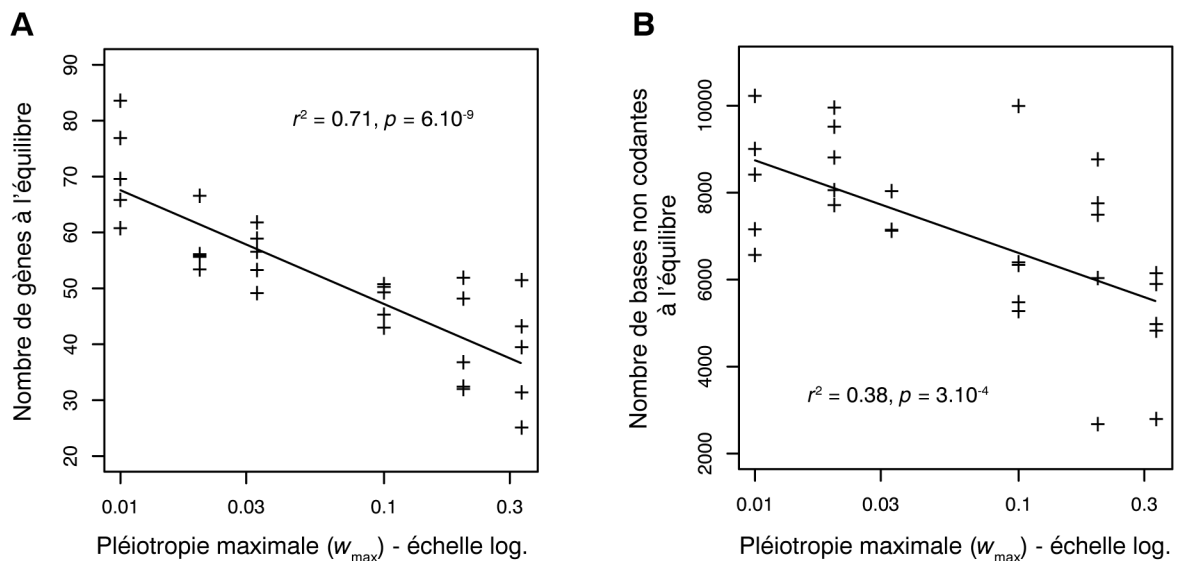 A
90
80
70
60
50
40
30
20
Nombre de gènes à l'équilibre
r² = 0.71, p = 6.10⁻⁹
0.01 0.03 0.1 0.3
Pléiotropie maximale (wmax) - échelle log.
B
10000
8000
6000
4000
2000
Nombre de bases non codantes
à l'équilibre
r² = 0.38, p = 3.10⁻⁴
0.01 0.03 0.1 0.3
Pléiotropie maximale (wmax) - échelle log.